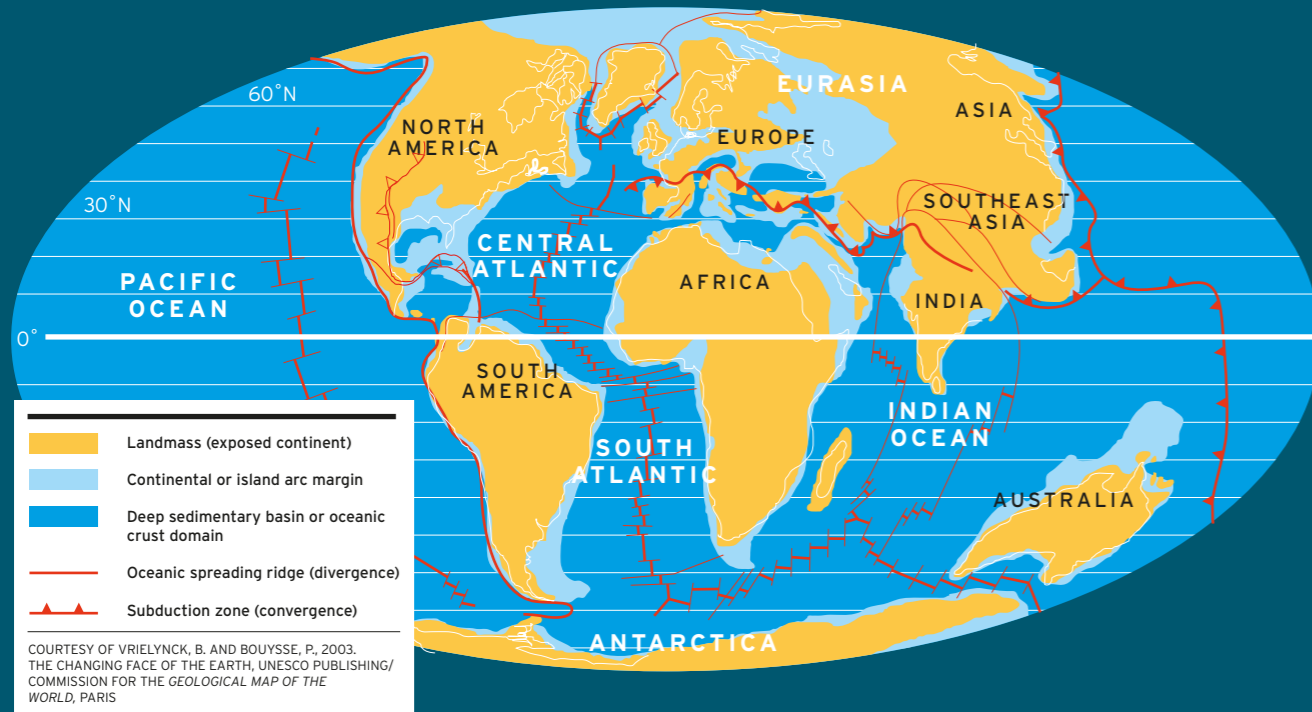 60°N
EURASIA
ASIA
NORTH
AMERICA
EUROPE
30°N
SOUTHEAST
ASIA
CENTRAL
ATLANTIC
PACIFIC
OCEAN
AFRICA
INDIA
0°
SOUTH
AMERICA
INDIAN
OCEAN
SOUTH
ATLANTIC
AUSTRALIA
ANTARCTICA
Landmass (exposed continent)
Continental or island arc margin
Deep sedimentary basin or oceanic
crust domain
Oceanic spreading ridge (divergence)
Subduction zone (convergence)
COURTESY OF VRIELYNCK, B. AND BOUYSSE, P., 2003.
THE CHANGING FACE OF THE EARTH, UNESCO PUBLISHING/
COMMISSION FOR THE GEOLOGICAL MAP OF THE
WORLD, PARIS